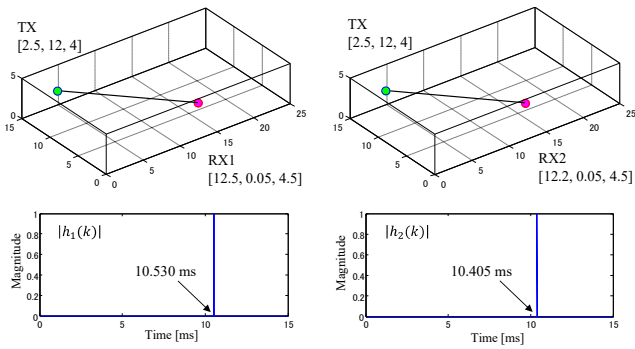 TX
[2.5, 12, 4]
5
0
15
10
5
0
0
5
10
15
20
25
RX1
[12.5, 0.05, 4.5]
TX
[2.5, 12, 4]
5
0
15
10
5
0
0
5
10
15
20
25
RX2
[12.2, 0.05, 4.5]
Magnitude
1
0.8
0.6
0.4
0.2
0
|h₁(k)|
10.530 ms
0
5
10
15
Time [ms]
Magnitude
1
0.8
0.6
0.4
0.2
0
|h₂(k)|
10.405 ms
0
5
10
15
Time [ms]